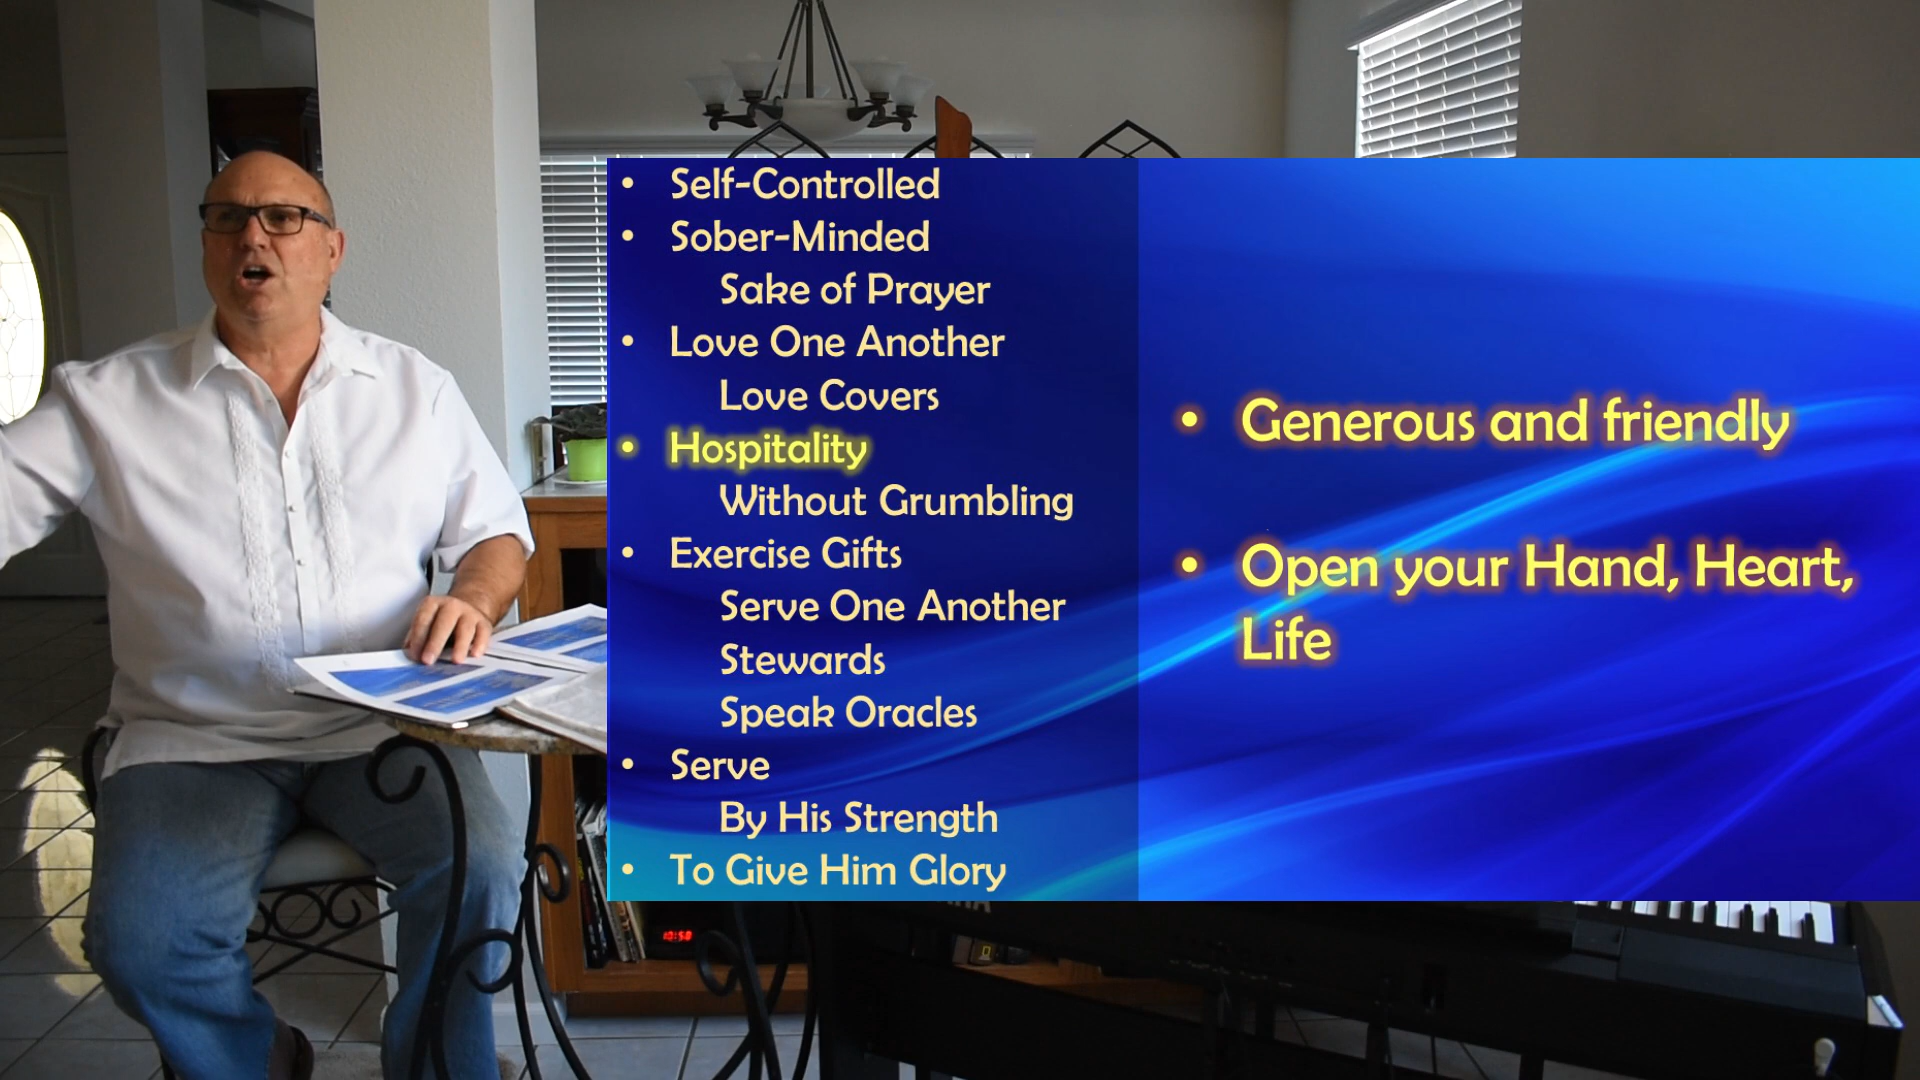 • Self-Controlled
• Sober-Minded
Sake of Prayer
• Love One Another
Love Covers
• Hospitality
Without Grumbling
• Exercise Gifts
Serve One Another
Stewards
Speak Oracles
• Serve
By His Strength
• To Give Him Glory
• Generous and friendly
• Open your Hand, Heart,
Life
10:50